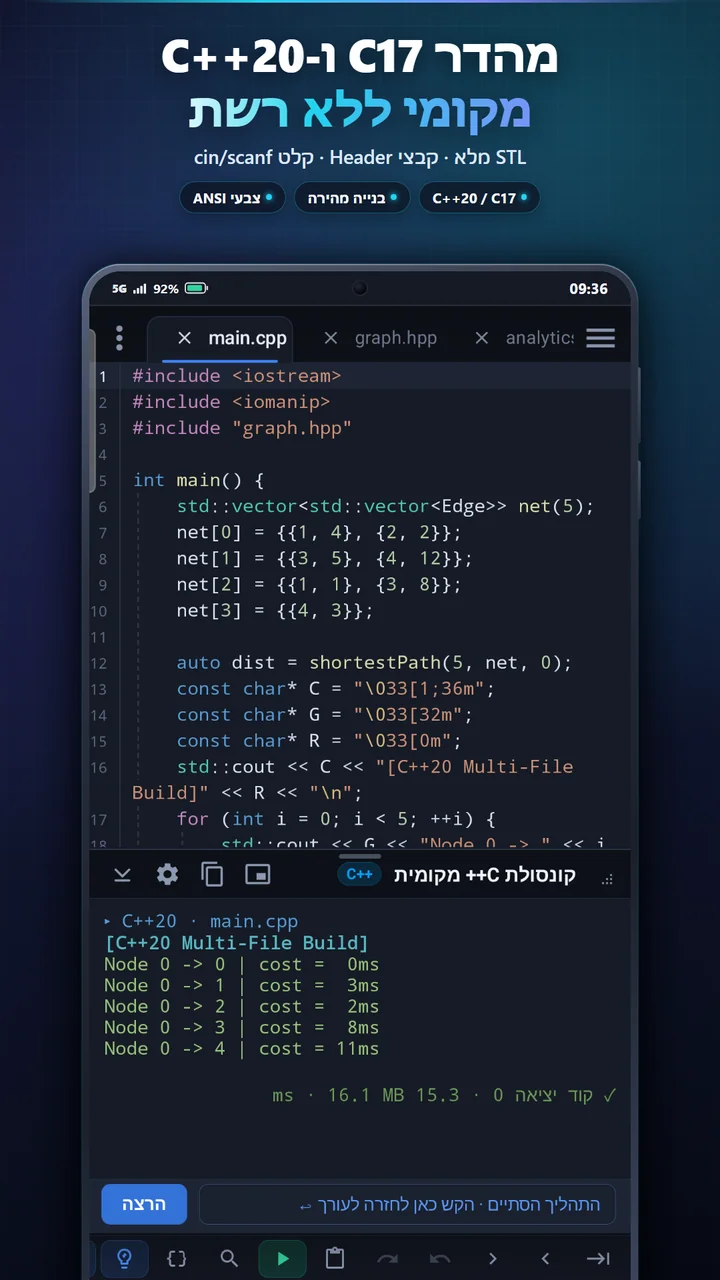 מהדר C17 ו-C++20
מקומי ללא רשת
STL מלא · קבצי Header · קלט cin/scanf
C++20 / C17
בנייה מהירה
צבעי ANSI
5G 92% 09:36
main.cpp graph.hpp analytics
1 #include <iostream>
2 #include <iomanip>
3 #include "graph.hpp"
4
5 int main() {
6 std::vector<std::vector<Edge>> net(5);
7 net[0] = {{1, 4}, {2, 2}};
8 net[1] = {{3, 5}, {4, 12}};
9 net[2] = {{1, 1}, {3, 8}};
10 net[3] = {{4, 3}};
11
12 auto dist = shortestPath(5, net, 0);
13 const char* C = "\033[1;36m";
14 const char* G = "\033[32m";
15 const char* R = "\033[0m";
16 std::cout << C << "[C++20 Multi-File
Build]" << R << "\n";
17 for (int i = 0; i < 5; ++i) {
18 std::cout << G << "Node 0 -> " << i
קונסולת C++ מקומית C++
▸ C++20 · main.cpp
[C++20 Multi-File Build]
Node 0 -> 0 | cost = 0ms
Node 0 -> 1 | cost = 3ms
Node 0 -> 2 | cost = 2ms
Node 0 -> 3 | cost = 8ms
Node 0 -> 4 | cost = 11ms
✓ קוד יציאה 0 · 15.3 ms · 16.1 MB
התהליך הסתיים · הקש כאן לחזרה לעורך ←
הרצה